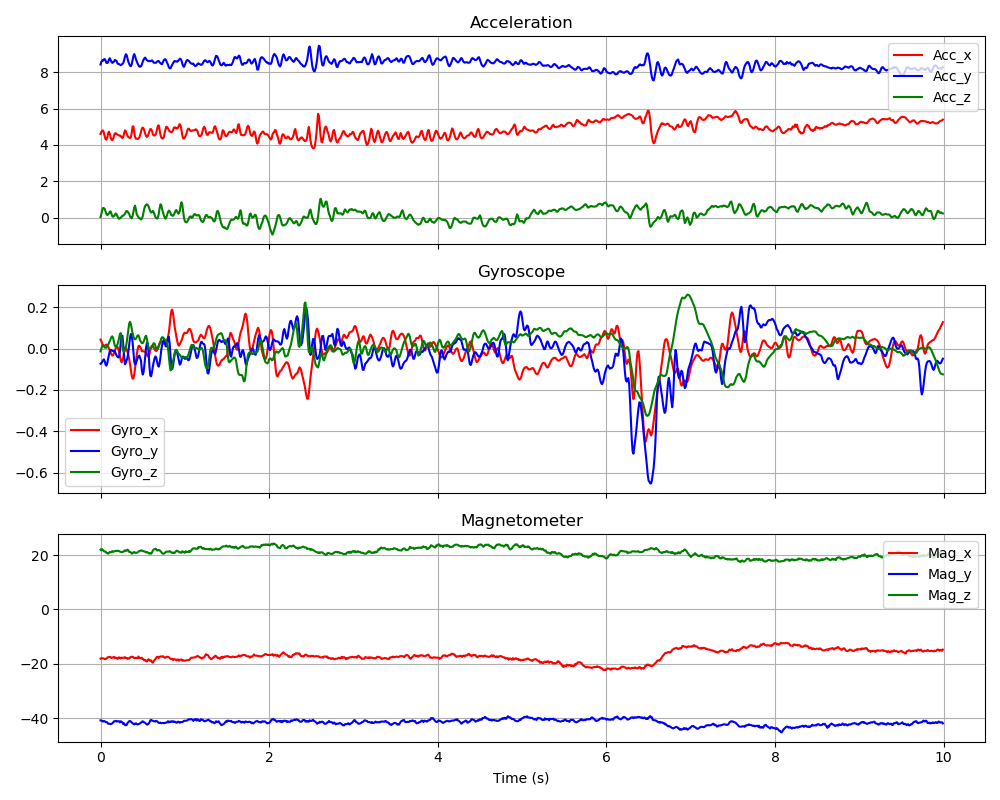 Acceleration
8
6
4
2
0
Acc_x
Acc_y
Acc_z
Gyroscope
0.2
0.0
−0.2
−0.4
−0.6
Gyro_x
Gyro_y
Gyro_z
Magnetometer
20
0
−20
−40
Mag_x
Mag_y
Mag_z
0 2 4 6 8 10
Time (s)